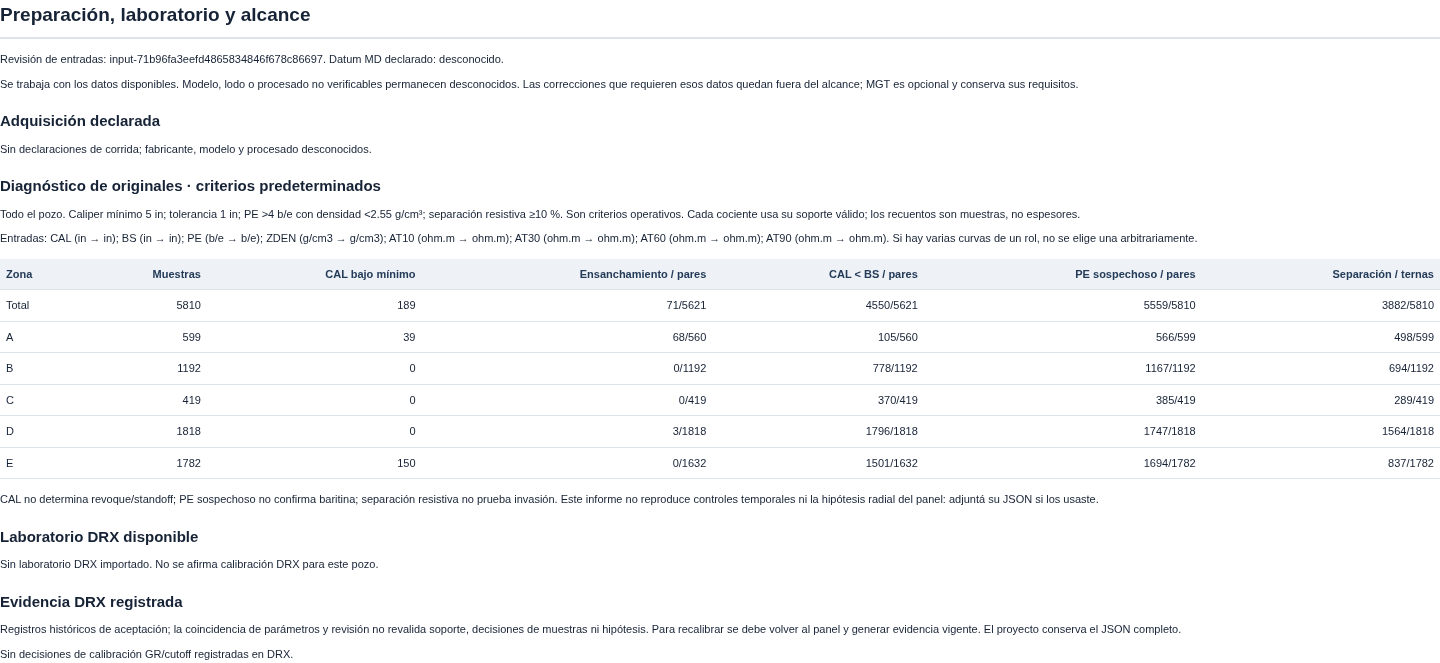 Preparación, laboratorio y alcance
Revisión de entradas: input-71b96fa3eefd4865834846f678c86697. Datum MD declarado: desconocido.
Se trabaja con los datos disponibles. Modelo, lodo o procesado no verificables permanecen desconocidos. Las correcciones que requieren esos datos quedan fuera del alcance; MGT es opcional y conserva sus requisitos.
Adquisición declarada
Sin declaraciones de corrida; fabricante, modelo y procesado desconocidos.
Diagnóstico de originales · criterios predeterminados
Todo el pozo. Caliper mínimo 5 in; tolerancia 1 in; PE >4 b/e con densidad <2.55 g/cm³; separación resistiva ≥10 %. Son criterios operativos. Cada cociente usa su soporte válido; los recuentos son muestras, no espesores.
Entradas: CAL (in → in); BS (in → in); PE (b/e → b/e); ZDEN (g/cm3 → g/cm3); AT10 (ohm.m → ohm.m); AT30 (ohm.m → ohm.m); AT60 (ohm.m → ohm.m); AT90 (ohm.m → ohm.m). Si hay varias curvas de un rol, no se elige una arbitrariamente.
Zona Muestras CAL bajo mínimo Ensanchamiento / pares CAL < BS / pares PE sospechoso / pares Separación / ternas
Total 5810 189 71/5621 4550/5621 5559/5810 3882/5810
A 599 39 68/560 105/560 566/599 498/599
B 1192 0 0/1192 778/1192 1167/1192 694/1192
C 419 0 0/419 370/419 385/419 289/419
D 1818 0 3/1818 1796/1818 1747/1818 1564/1818
E 1782 150 0/1632 1501/1632 1694/1782 837/1782
CAL no determina revoque/standoff; PE sospechoso no confirma baritina; separación resistiva no prueba invasión. Este informe no reproduce controles temporales ni la hipótesis radial del panel: adjuntá su JSON si los usaste.
Laboratorio DRX disponible
Sin laboratorio DRX importado. No se afirma calibración DRX para este pozo.
Evidencia DRX registrada
Registros históricos de aceptación; la coincidencia de parámetros y revisión no revalida soporte, decisiones de muestras ni hipótesis. Para recalibrar se debe volver al panel y generar evidencia vigente. El proyecto conserva el JSON completo.
Sin decisiones de calibración GR/cutoff registradas en DRX.